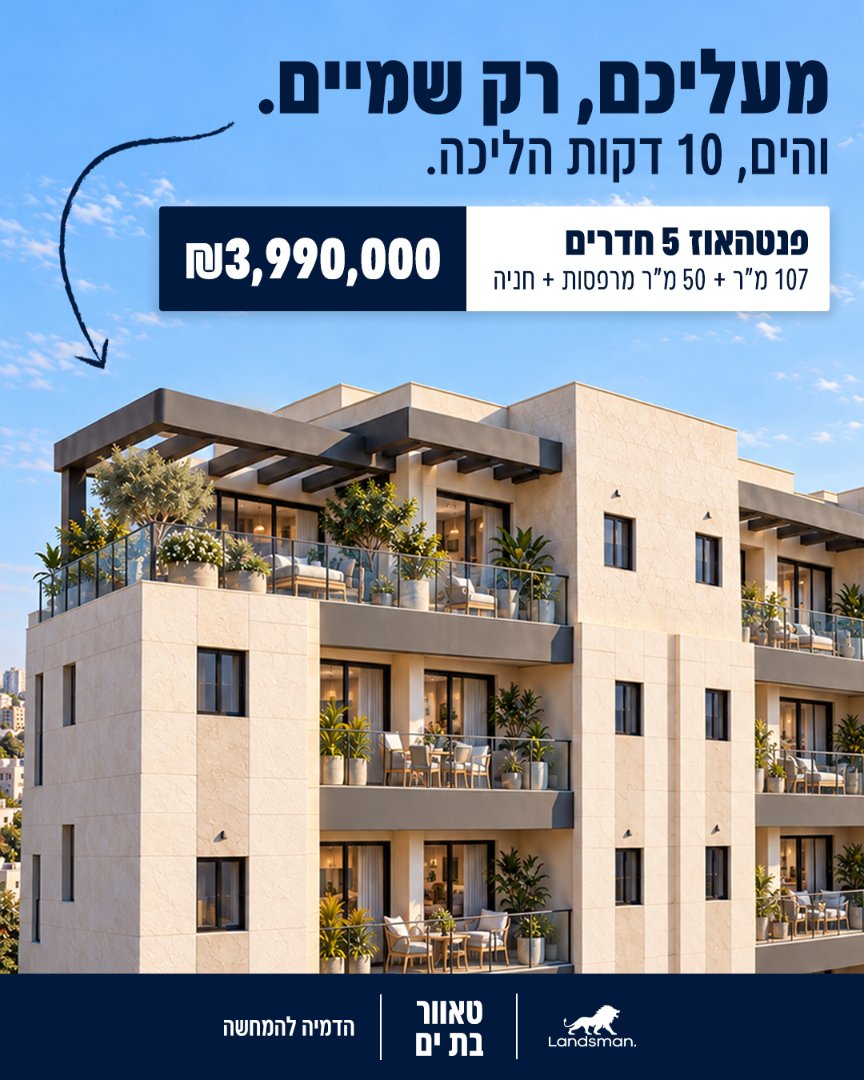 מעליכם, רק שמיים.
והים, 10 דקות הליכה.
פנטהאוז 5 חדרים
107 מ"ר + 50 מ"ר מרפסות + חניה
₪3,990,000
Landsman.
טאוור
בת ים
הדמיה להמחשה